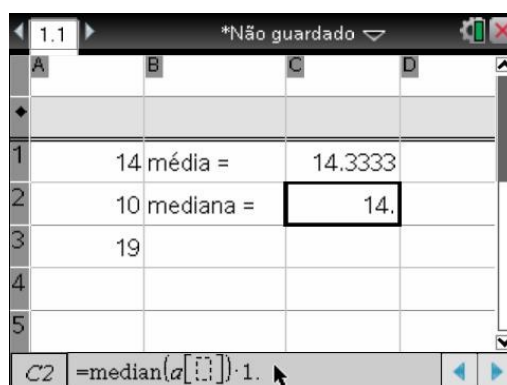 1.1 *Não guardado
A B C D
1 14 média = 14.3333
2 10 mediana = 14.
3 19
4
5
C2 =median(a[])·1.